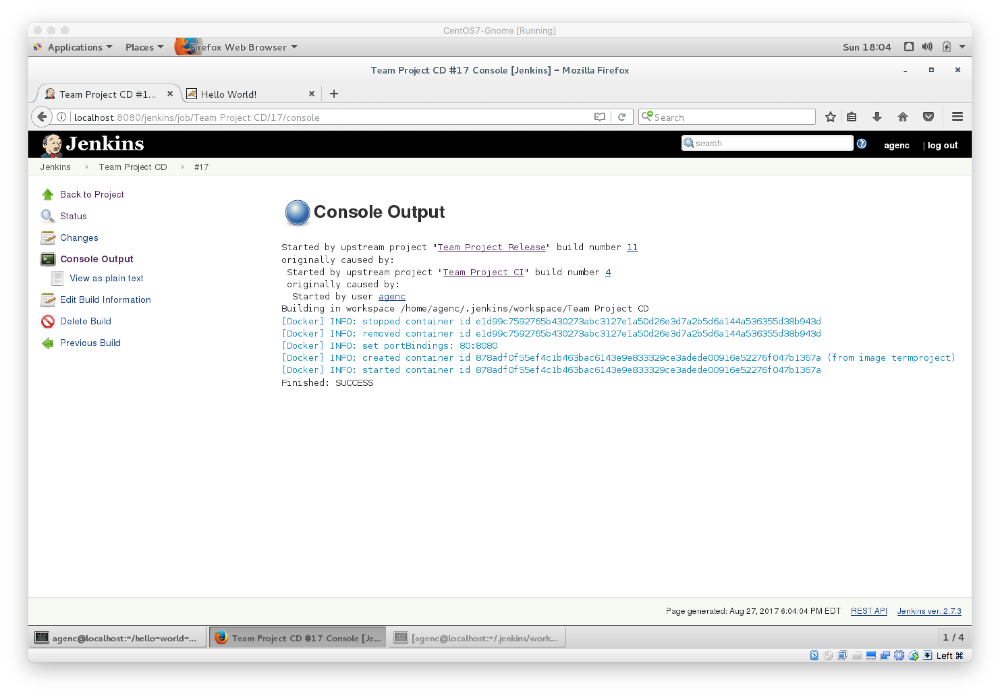 CentOS7-Gnome [Running]
Applications Places Firefox Web Browser Sun 18:04
Team Project CD #17 Console [Jenkins] - Mozilla Firefox
Team Project CD #1... Hello World!
localhost:8080/jenkins/job/Team Project CD/17/console Search
Jenkins search agenc | log out
Jenkins Team Project CD #17
Back to Project
Status
Changes
Console Output
View as plain text
Edit Build Information
Delete Build
Previous Build
Console Output
Started by upstream project "Team Project Release" build number 11
originally caused by:
Started by upstream project "Team Project CI" build number 4
originally caused by:
Started by user agenc
Building in workspace /home/agenc/.jenkins/workspace/Team Project CD
[Docker] INFO: stopped container id e1d99c7592765b430273abc3127e1a50d26e3d7a2b5d6a144a536355d38b943d
[Docker] INFO: removed container id e1d99c7592765b430273abc3127e1a50d26e3d7a2b5d6a144a536355d38b943d
[Docker] INFO: set portBindings: 80:8080
[Docker] INFO: created container id 878adf0f55ef4c1b463bac6143e9e833329ce3adede00916e52276f047b1367a (from image termproject)
[Docker] INFO: started container id 878adf0f55ef4c1b463bac6143e9e833329ce3adede00916e52276f047b1367a
Finished: SUCCESS
Page generated: Aug 27, 2017 6:04:04 PM EDT REST API Jenkins ver. 2.7.3
agenc@localhost:~/hello-world-... Team Project CD #17 Console [Je... [agenc@localhost:~/.jenkins/work... 1 / 4
Left ⌘